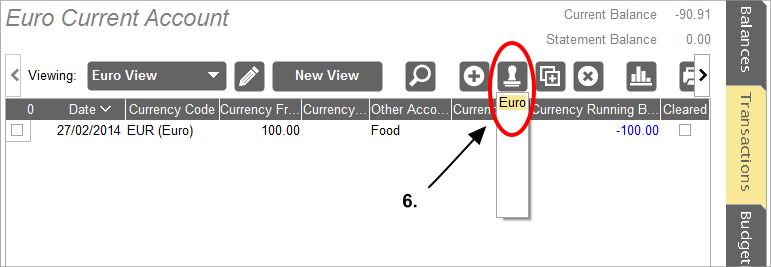 Euro Current Account
Current Balance -90.91
Statement Balance 0.00
Viewing: Euro View New View
0 Date Currency Code Currency Fr... Currency... Other Acco... Curren Currency Running B... Cleared
Euro
27/02/2014 EUR (Euro) 100.00 Food -100.00
6.
Balances
Transactions
Budget